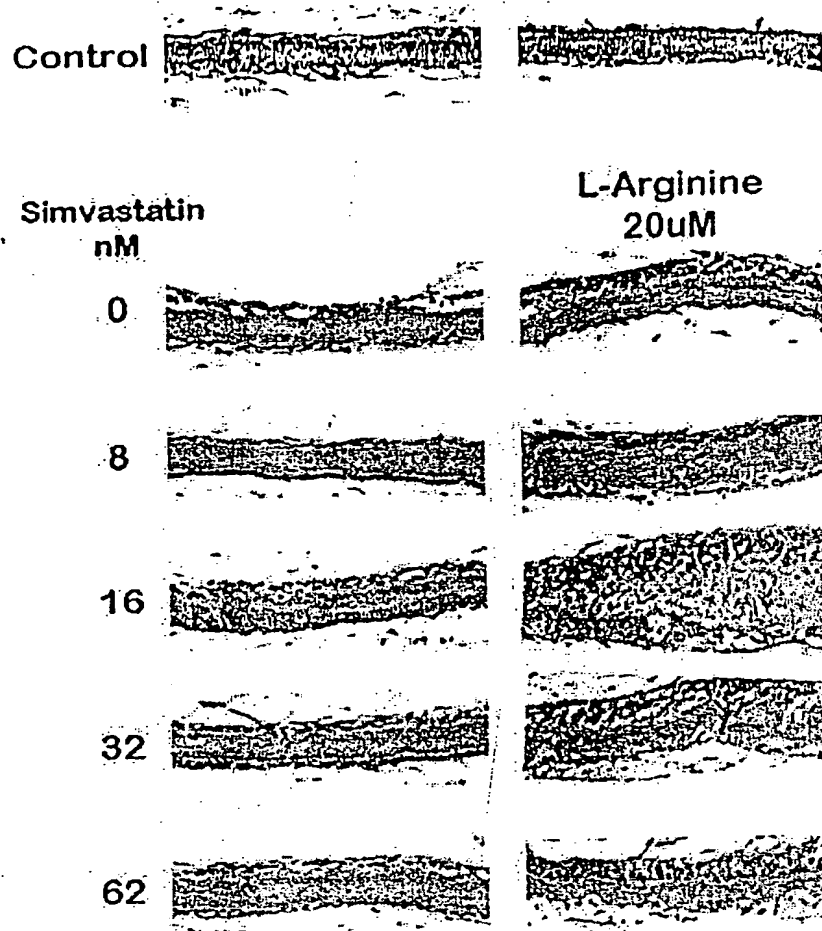 Control
L-Arginine
20uM
Simvastatin
nM
0
8
16
32
62